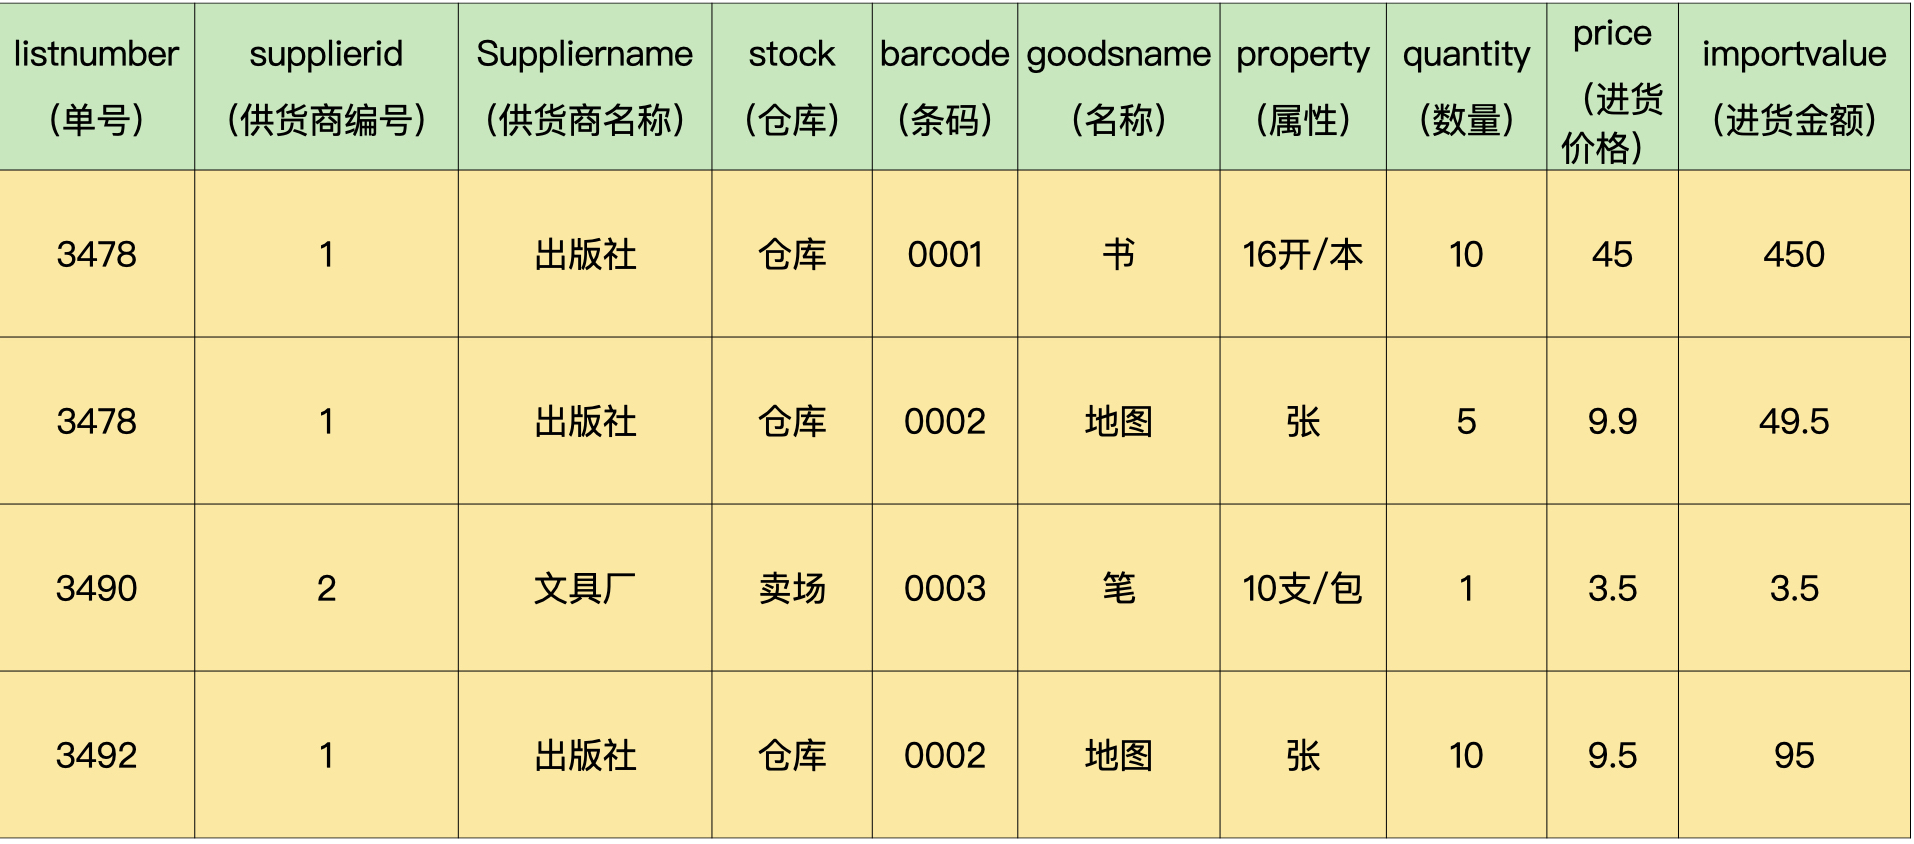 listnumber supplierid Suppliername stock barcode goodsname property quantity price importvalue
（单号） （供货商编号） （供货商名称） （仓库） （条码） （名称） （属性） （数量） （进货 （进货金额）
价格）
3478 1 出版社 仓库 0001 书 16开/本 10 45 450
3478 1 出版社 仓库 0002 地图 张 5 9.9 49.5
3490 2 文具厂 卖场 0003 笔 10支/包 1 3.5 3.5
3492 1 出版社 仓库 0002 地图 张 10 9.5 95